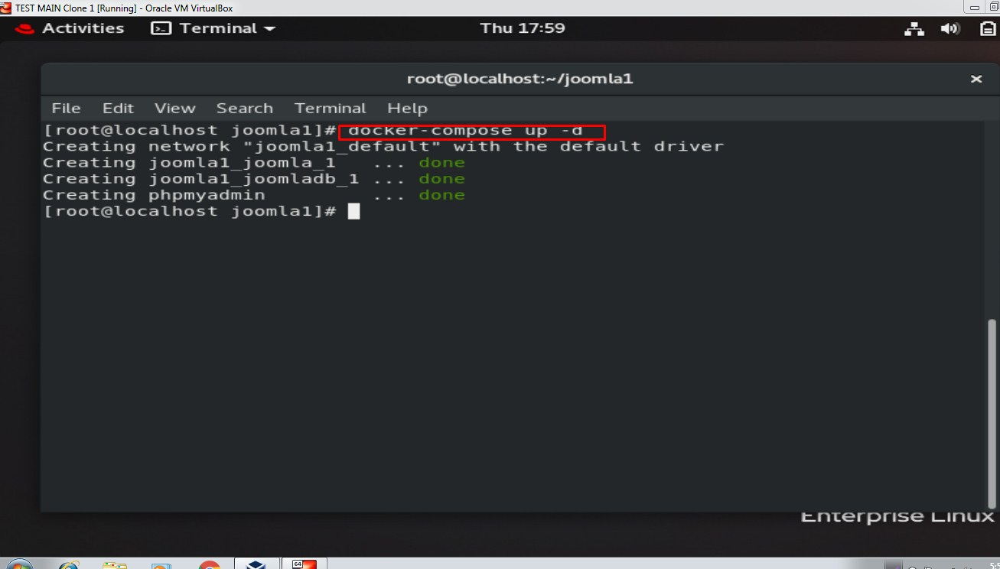 TEST MAIN Clone 1 [Running] - Oracle VM VirtualBox
Activities Terminal Thu 17:59
root@localhost:~/joomla1
File Edit View Search Terminal Help
[root@localhost joomla1]# docker-compose up -d
Creating network "joomla1_default" with the default driver
Creating joomla1_joomla_1 ... done
Creating joomla1_joomladb_1 ... done
Creating phpmyadmin ... done
[root@localhost joomla1]#
Enterprise Linux
64